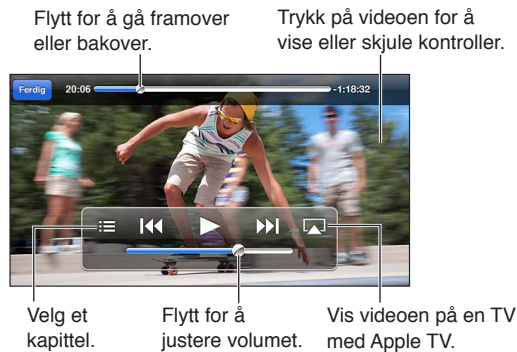 Flytt for å gå framover
eller bakover.
Trykk på videoen for å
vise eller skjule kontroller.
Ferdig
20:06
-1:18:32
Velg et
kapittel.
Flytt for å
justere volumet.
Vis videoen på en TV
med Apple TV.